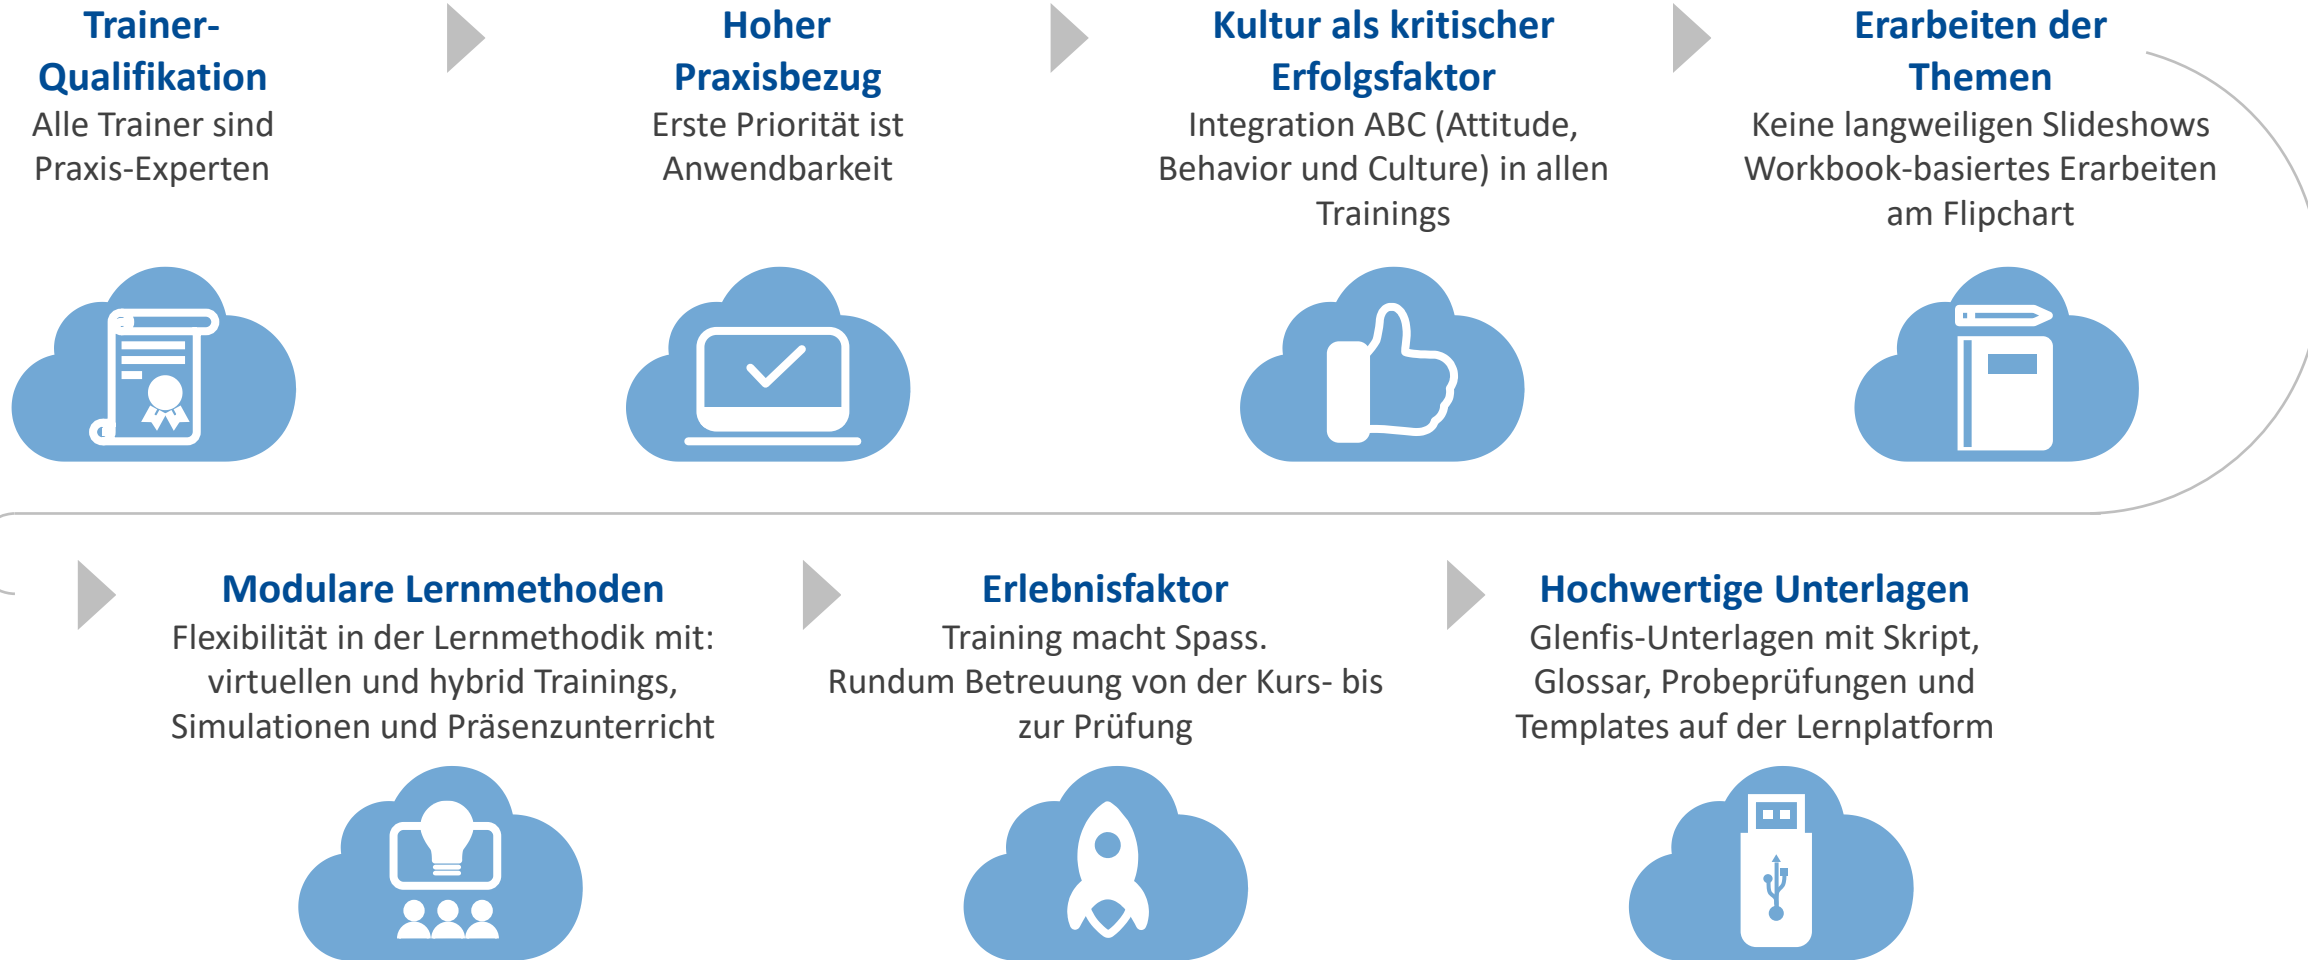 Trainer-
Qualifikation
Alle Trainer sind
Praxis-Experten
Hoher
Praxisbezug
Erste Priorität ist
Anwendbarkeit
Kultur als kritischer
Erfolgsfaktor
Integration ABC (Attitude,
Behavior und Culture) in allen
Trainings
Erarbeiten der
Themen
Keine langweiligen Slideshows
Workbook-basiertes Erarbeiten
am Flipchart
Modulare Lernmethoden
Flexibilität in der Lernmethodik mit:
virtuellen und hybrid Trainings,
Simulationen und Präsenzunterricht
Erlebnisfaktor
Training macht Spass.
Rundum Betreuung von der Kurs- bis
zur Prüfung
Hochwertige Unterlagen
Glenfis-Unterlagen mit Skript,
Glossar, Probeprüfungen und
Templates auf der Lernplatform